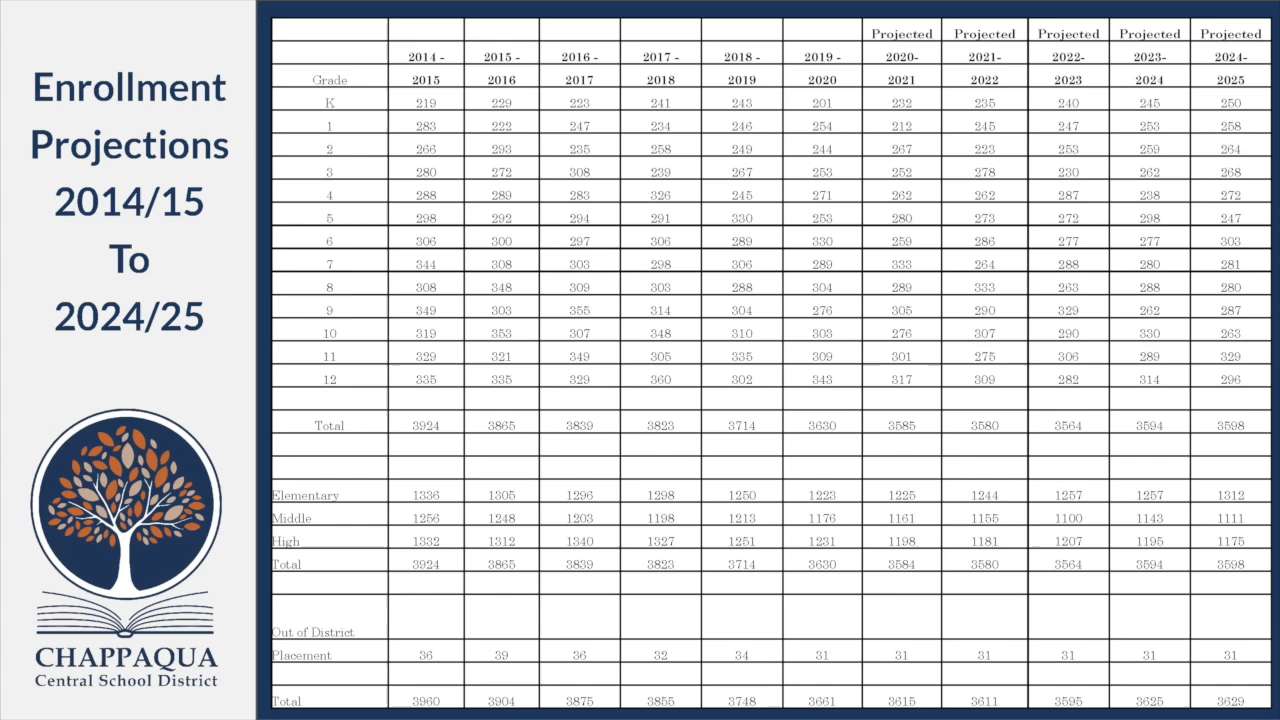 Enrollment
Projections
2014/15
To
2024/25
CHAPPAQUA
Central School District
Projected Projected Projected Projected Projected
2014 - 2015 - 2016 - 2017 - 2018 - 2019 - 2020- 2021- 2022- 2023- 2024-
Grade 2015 2016 2017 2018 2019 2020 2021 2022 2023 2024 2025
K 219 229 223 241 243 201 232 235 240 245 250
1 283 222 247 234 246 254 212 245 247 253 258
2 266 293 235 258 249 244 267 223 253 259 264
3 280 272 308 239 267 253 252 278 230 262 268
4 288 289 283 326 245 271 262 262 287 238 272
5 298 292 294 291 330 253 280 273 272 298 247
6 306 300 297 306 289 330 259 286 277 277 303
7 344 308 303 298 306 289 333 264 288 280 281
8 308 348 309 303 288 304 289 333 263 288 280
9 349 303 355 314 304 276 305 290 329 262 287
10 319 353 307 348 310 303 276 307 290 330 263
11 329 321 349 305 335 309 301 275 306 289 329
12 335 335 329 360 302 343 317 309 282 314 296
Total 3924 3865 3839 3823 3714 3630 3585 3580 3564 3594 3598
Elementary 1336 1305 1296 1298 1250 1223 1225 1244 1257 1257 1312
Middle 1256 1248 1203 1198 1213 1176 1161 1155 1100 1143 1111
High 1332 1312 1340 1327 1251 1231 1198 1181 1207 1195 1175
Total 3924 3865 3839 3823 3714 3630 3584 3580 3564 3594 3598
Out of District
Placement 36 39 36 32 34 31 31 31 31 31 31
Total 3960 3904 3875 3855 3748 3661 3615 3611 3595 3625 3629